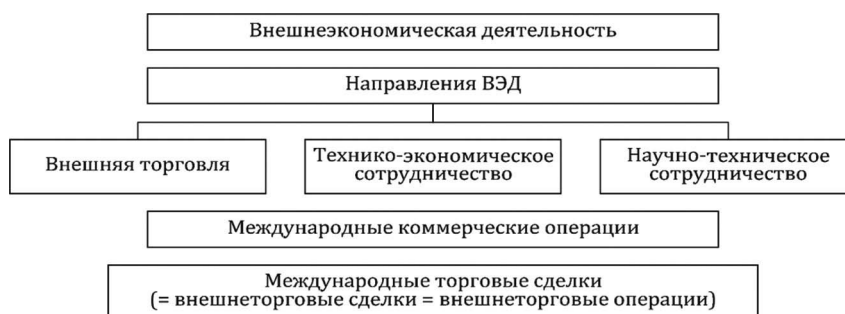 Внешнеэкономическая деятельность
Направления ВЭД
Внешняя торговля
Технико-экономическое
сотрудничество
Научно-техническое
сотрудничество
Международные коммерческие операции
Международные торговые сделки
(= внешнеторговые сделки = внешнеторговые операции)